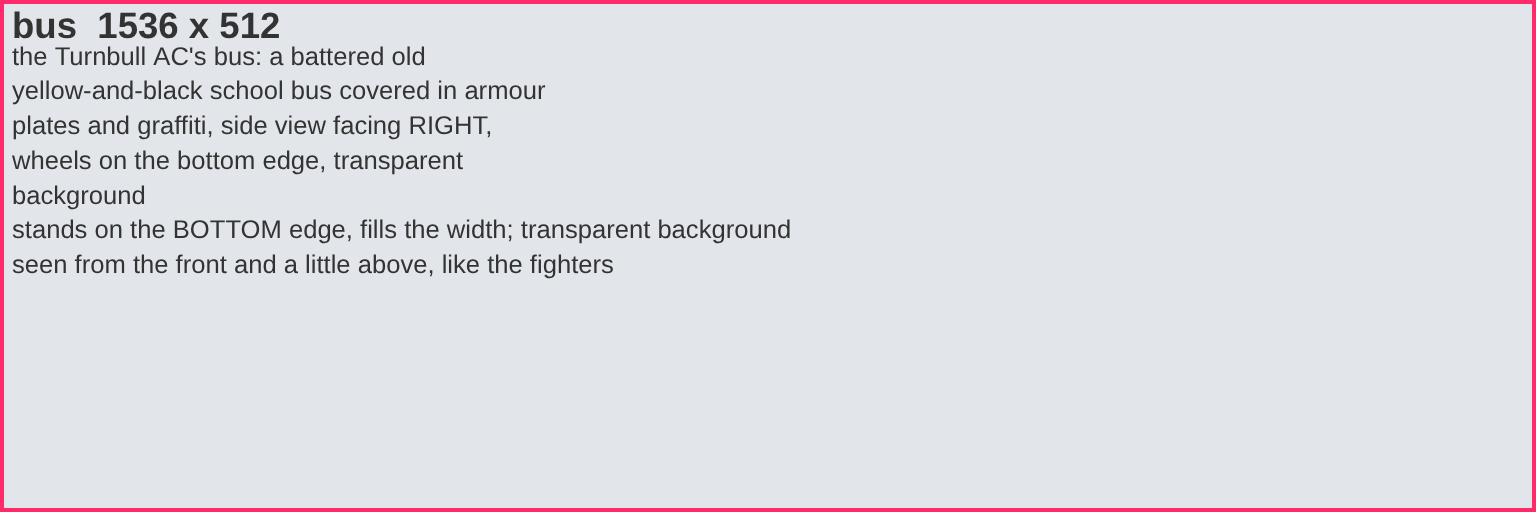 bus  1536 x 512
the Turnbull AC's bus: a battered old
yellow-and-black school bus covered in armour
plates and graffiti, side view facing RIGHT,
wheels on the bottom edge, transparent
background
stands on the BOTTOM edge, fills the width; transparent background
seen from the front and a little above, like the fighters